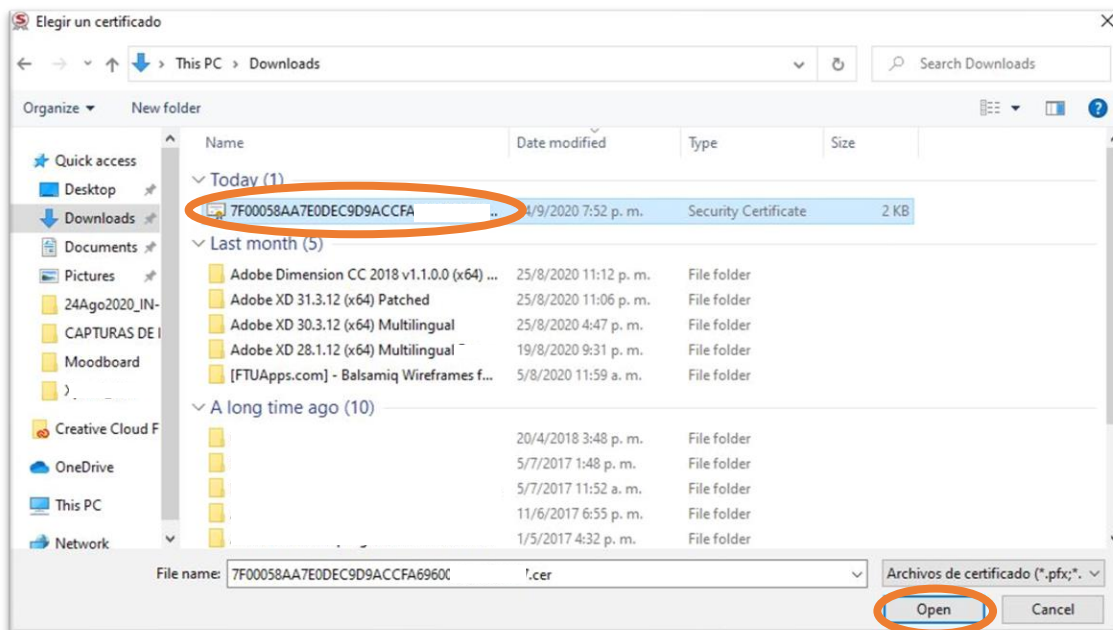 Elegir un certificado
This PC > Downloads
Search Downloads
Organize New folder
Name Date modified Type Size
Quick access
Desktop
Downloads
Documents
Pictures
24Ago2020_IN-
CAPTURAS DE
Moodboard
Creative Cloud F
OneDrive
This PC
Network
Today (1)
7F00058AA7E0DEC9D9ACCFA .. 4/9/2020 7:52 p. m. Security Certificate 2 KB
Last month (5)
Adobe Dimension CC 2018 v1.1.0.0 (x64) ... 25/8/2020 11:12 p. m. File folder
Adobe XD 31.3.12 (x64) Patched 25/8/2020 11:06 p. m. File folder
Adobe XD 30.3.12 (x64) Multilingual 25/8/2020 4:47 p. m. File folder
Adobe XD 28.1.12 (x64) Multilingual 19/8/2020 9:31 p. m. File folder
[FTUApps.com] - Balsamiq Wireframes f... 5/8/2020 11:59 a. m. File folder
A long time ago (10)
20/4/2018 3:48 p. m. File folder
5/7/2017 1:48 p. m. File folder
5/7/2017 11:52 a. m. File folder
11/6/2017 6:55 p. m. File folder
1/5/2017 4:32 p. m. File folder
File name: 7F00058AA7E0DEC9D9ACCFA6960 .cer
Archivos de certificado (*.pfx;*.
Open Cancel